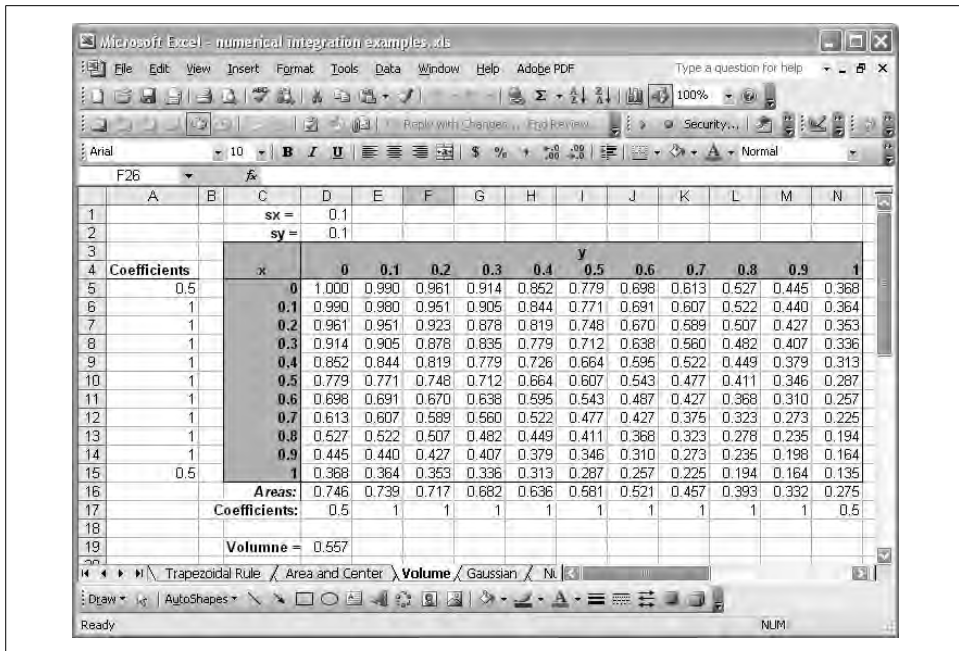 Microsoft Excel - numerical integration examples.xls
File Edit View Insert Format Tools Data Window Help Adobe PDF Type a question for help
100%
Reply with Changes... End Review... Security...
Arial 10 B I U $ % Normal
F26 fx
A B C D E F G H I J K L M N
1 sx = 0.1
2 sy = 0.1
3 y
4 Coefficients x 0 0.1 0.2 0.3 0.4 0.5 0.6 0.7 0.8 0.9 1
5 0.5 0 1.000 0.990 0.961 0.914 0.852 0.779 0.698 0.613 0.527 0.445 0.368
6 1 0.1 0.990 0.980 0.951 0.905 0.844 0.771 0.691 0.607 0.522 0.440 0.364
7 1 0.2 0.961 0.951 0.923 0.878 0.819 0.748 0.670 0.589 0.507 0.427 0.353
8 1 0.3 0.914 0.905 0.878 0.835 0.779 0.712 0.638 0.560 0.482 0.407 0.336
9 1 0.4 0.852 0.844 0.819 0.779 0.726 0.664 0.595 0.522 0.449 0.379 0.313
10 1 0.5 0.779 0.771 0.748 0.712 0.664 0.607 0.543 0.477 0.411 0.346 0.287
11 1 0.6 0.698 0.691 0.670 0.638 0.595 0.543 0.487 0.427 0.368 0.310 0.257
12 1 0.7 0.613 0.607 0.589 0.560 0.522 0.477 0.427 0.375 0.323 0.273 0.225
13 1 0.8 0.527 0.522 0.507 0.482 0.449 0.411 0.368 0.323 0.278 0.235 0.194
14 1 0.9 0.445 0.440 0.427 0.407 0.379 0.346 0.310 0.273 0.235 0.198 0.164
15 0.5 1 0.368 0.364 0.353 0.336 0.313 0.287 0.257 0.225 0.194 0.164 0.135
16 Areas: 0.746 0.739 0.717 0.682 0.636 0.581 0.521 0.457 0.393 0.332 0.275
17 Coefficients: 0.5 1 1 1 1 1 1 1 1 1 0.5
18
19 Volumne = 0.557
Trapezoidal Rule / Area and Center \ Volume / Gaussian / Nu
Draw AutoShapes
Ready NUM